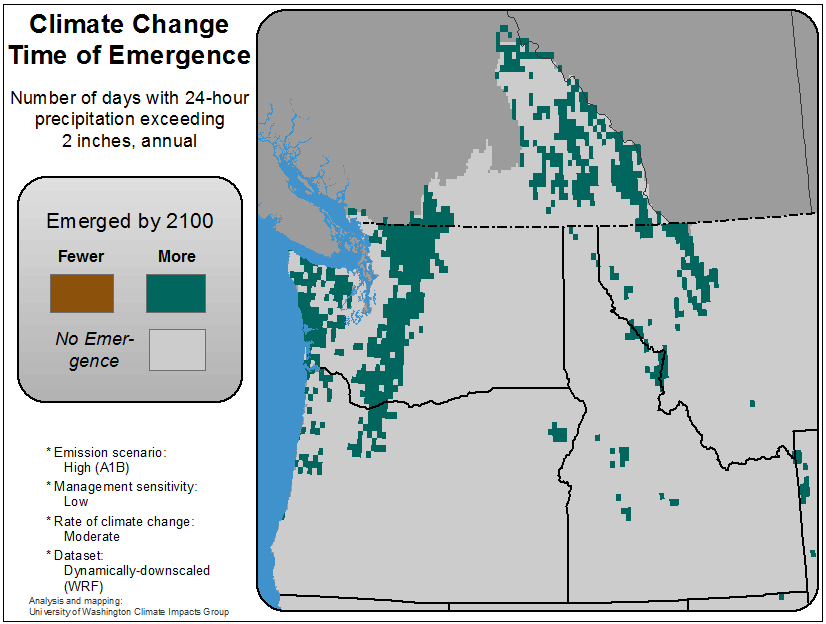 Climate Change
Time of Emergence
Number of days with 24-hour
precipitation exceeding
2 inches, annual
Emerged by 2100
Fewer
More
No Emer-
gence
* Emission scenario:
High (A1B)
* Management sensitivity:
Low
* Rate of climate change:
Moderate
* Dataset:
Dynamically-downscaled
(WRF)
Analysis and mapping:
University of Washington Climate Impacts Group